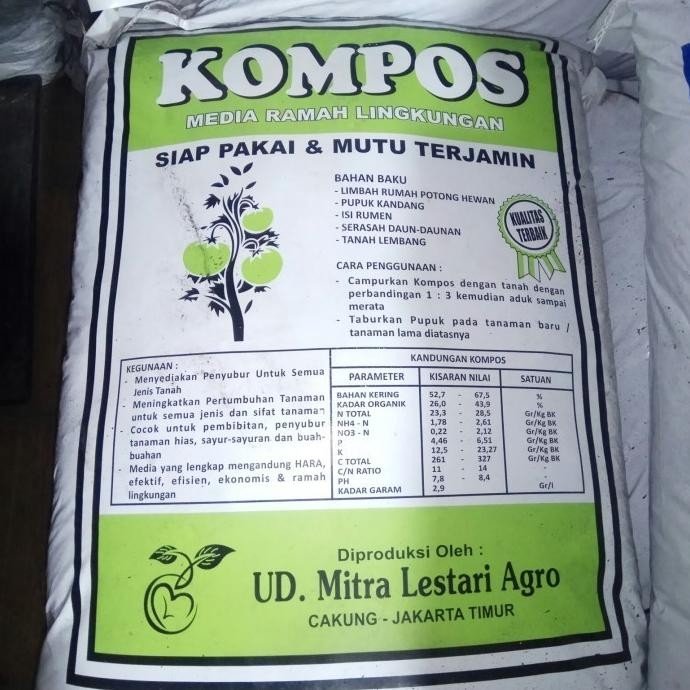 KOMPOS
MEDIA RAMAH LINGKUNGAN
SIAP PAKAI & MUTU TERJAMIN
BAHAN BAKU
- LIMBAH RUMAH POTONG HEWAN
- PUPUK KANDANG
- ISI RUMEN
- SERASAH DAUN-DAUNAN
- TANAH LEMBANG
KUALITAS
TERBAIK
CARA PENGGUNAAN :
- Campurkan Kompos dengan tanah dengan
perbandingan 1 : 3 kemudian aduk sampai
merata
- Taburkan Pupuk pada tanaman baru /
tanaman lama diatasnya
KEGUNAAN :
- Menyediakan Penyubur Untuk Semua
Jenis Tanah
- Meningkatkan Pertumbuhan Tanaman
untuk semua jenis dan sifat tanaman
- Cocok untuk pembibitan, penyubur
tanaman hias, sayur-sayuran dan buah-
buahan
- Media yang lengkap mengandung HARA,
efektif, efisien, ekonomis & ramah
lingkungan
KANDUNGAN KOMPOS
PARAMETER KISARAN NILAI SATUAN
BAHAN KERING 52,7 - 67,5 %
KADAR ORGANIK 26,0 - 43,9 %
N TOTAL 23,3 - 28,5 Gr/Kg BK
NH4 - N 1,78 - 2,61 Gr/Kg BK
NO3 - N 0,22 - 2,12 Gr/Kg BK
P 4,46 - 6,51 Gr/Kg BK
K 12,5 - 23,27 Gr/Kg BK
C TOTAL 261 - 327 Gr/Kg BK
C/N RATIO 11 - 14 -
PH 7,8 - 8,4 -
KADAR GARAM 2,9 Gr/l
Diproduksi Oleh :
UD. Mitra Lestari Agro
CAKUNG - JAKARTA TIMUR